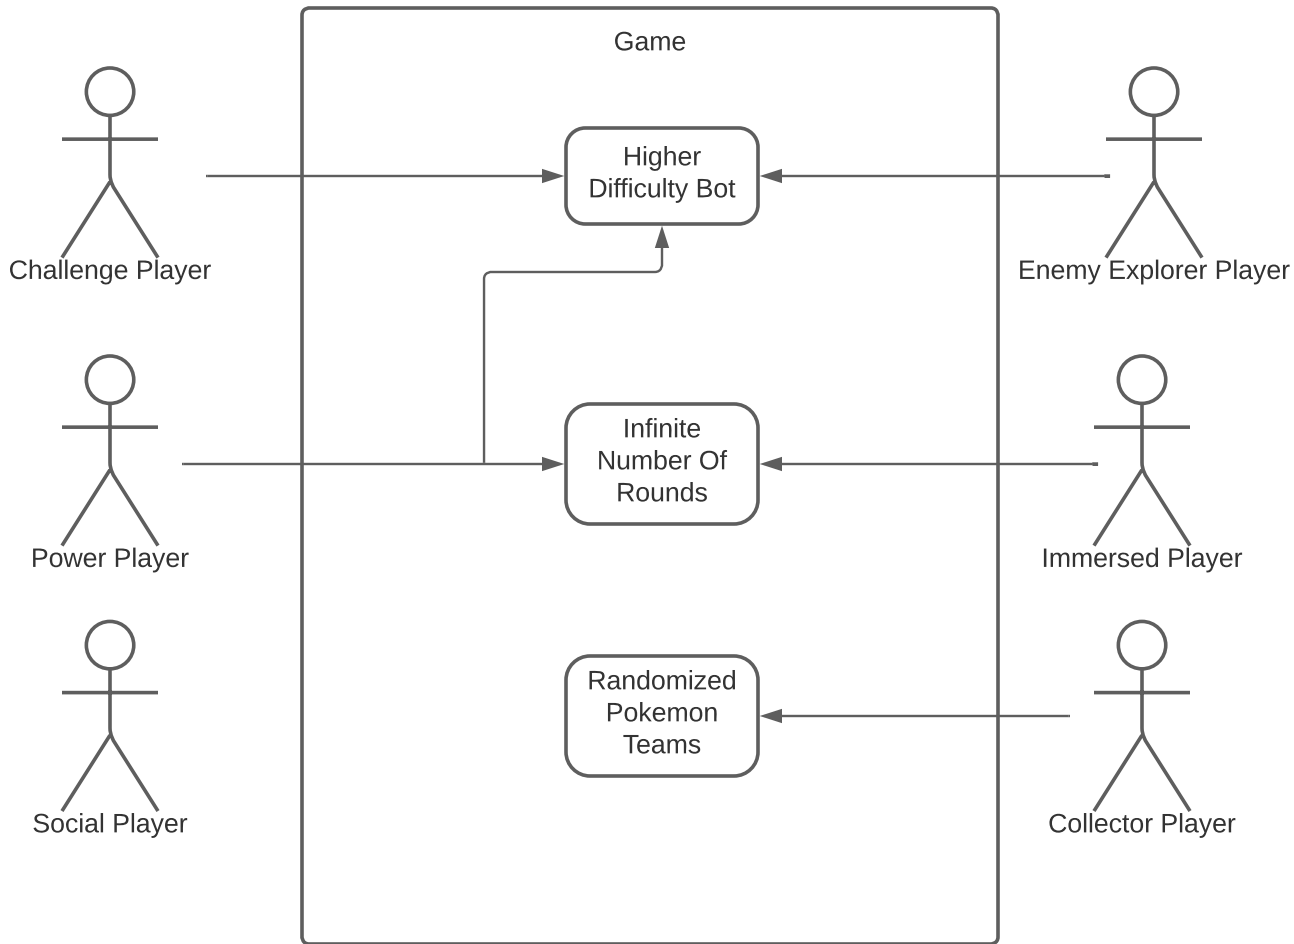 Game
Higher
Difficulty Bot
Challenge Player
Enemy Explorer Player
Infinite
Number Of
Rounds
Power Player
Immersed Player
Randomized
Pokemon
Teams
Social Player
Collector Player